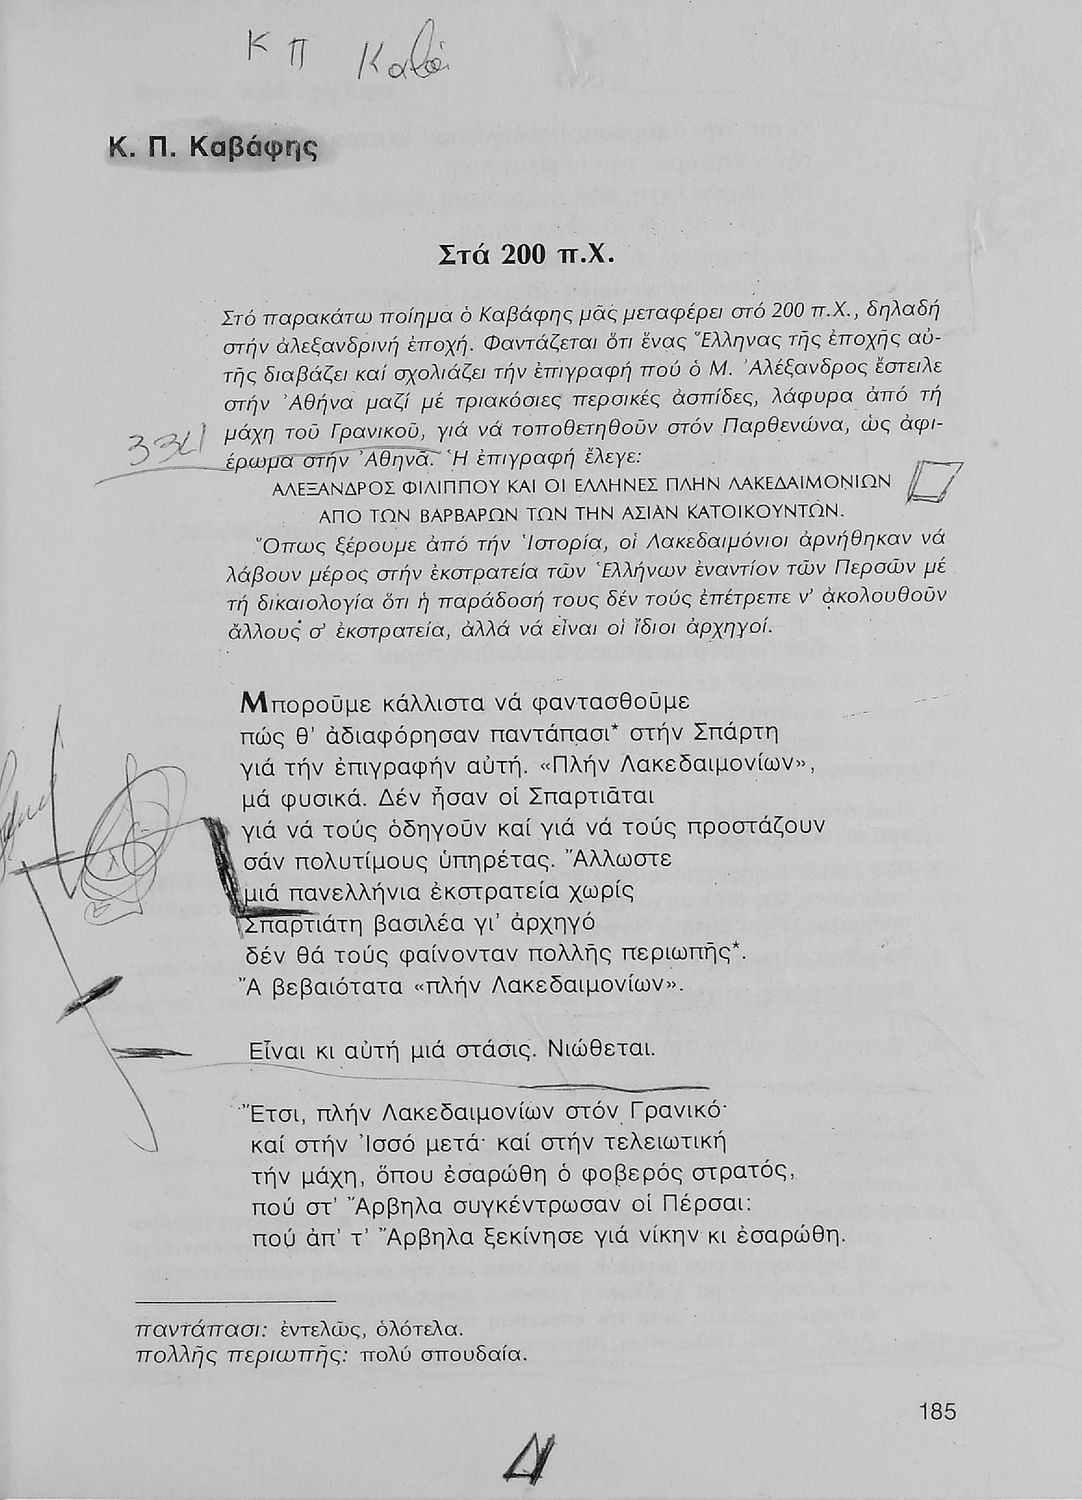 Κ Π
Κ. Π. Καβάφης
Στά 200 π.Χ.
Στό παρακάτω ποίημα ὁ Καβάφης μᾶς μεταφέρει στό 200 π.Χ., δηλαδή
στήν ἀλεξανδρινή ἐποχή. Φαντάζεται ὅτι ἕνας Ἕλληνας τῆς ἐποχῆς αὐ-
τῆς διαβάζει καί σχολιάζει τήν ἐπιγραφή πού ὁ Μ. Ἀλέξανδρος ἔστειλε
στήν Ἀθήνα μαζί μέ τριακόσιες περσικές ἀσπίδες, λάφυρα ἀπό τή
334
μάχη τοῦ Γρανικοῦ, γιά νά τοποθετηθοῦν στόν Παρθενώνα, ὡς ἀφι-
έρωμα στήν Ἀθηνᾶ. Ἡ ἐπιγραφή ἔλεγε:
ΑΛΕΞΑΝΔΡΟΣ ΦΙΛΙΠΠΟΥ ΚΑΙ ΟΙ ΕΛΛΗΝΕΣ ΠΛΗΝ ΛΑΚΕΔΑΙΜΟΝΙΩΝ
ΑΠΟ ΤΩΝ ΒΑΡΒΑΡΩΝ ΤΩΝ ΤΗΝ ΑΣΙΑΝ ΚΑΤΟΙΚΟΥΝΤΩΝ.
Ὅπως ξέρουμε ἀπό τήν Ἱστορία, οἱ Λακεδαιμόνιοι ἀρνήθηκαν νά
λάβουν μέρος στήν ἐκστρατεία τῶν Ἑλλήνων ἐναντίον τῶν Περσῶν μέ
τή δικαιολογία ὅτι ἡ παράδοσή τους δέν τούς ἐπέτρεπε ν' ἀκολουθοῦν
ἄλλους σ' ἐκστρατεία, ἀλλά νά εἶναι οἱ ἴδιοι ἀρχηγοί.
Μποροῦμε κάλλιστα νά φαντασθοῦμε
πώς θ' ἀδιαφόρησαν παντάπασι* στήν Σπάρτη
γιά τήν ἐπιγραφήν αὐτή. «Πλήν Λακεδαιμονίων»,
μά φυσικά. Δέν ἦσαν οἱ Σπαρτιᾶται
γιά νά τούς ὁδηγοῦν καί γιά νά τούς προστάζουν
σάν πολυτίμους ὑπηρέτας. Ἄλλωστε
μιά πανελλήνια ἐκστρατεία χωρίς
Σπαρτιάτη βασιλέα γι' ἀρχηγό
δέν θά τούς φαίνονταν πολλῆς περιωπῆς*.
Ἄ βεβαιότατα «πλήν Λακεδαιμονίων».
Εἶναι κι αὐτή μιά στάσις. Νιώθεται.
Ἔτσι, πλήν Λακεδαιμονίων στόν Γρανικό·
καί στήν Ἰσσό μετά· καί στήν τελειωτική
τήν μάχη, ὅπου ἐσαρώθη ὁ φοβερός στρατός,
πού στ' Ἄρβηλα συγκέντρωσαν οἱ Πέρσαι:
πού ἀπ' τ' Ἄρβηλα ξεκίνησε γιά νίκην κι ἐσαρώθη.
παντάπασι: ἐντελῶς, ὁλότελα.
πολλῆς περιωπῆς: πολύ σπουδαία.
185